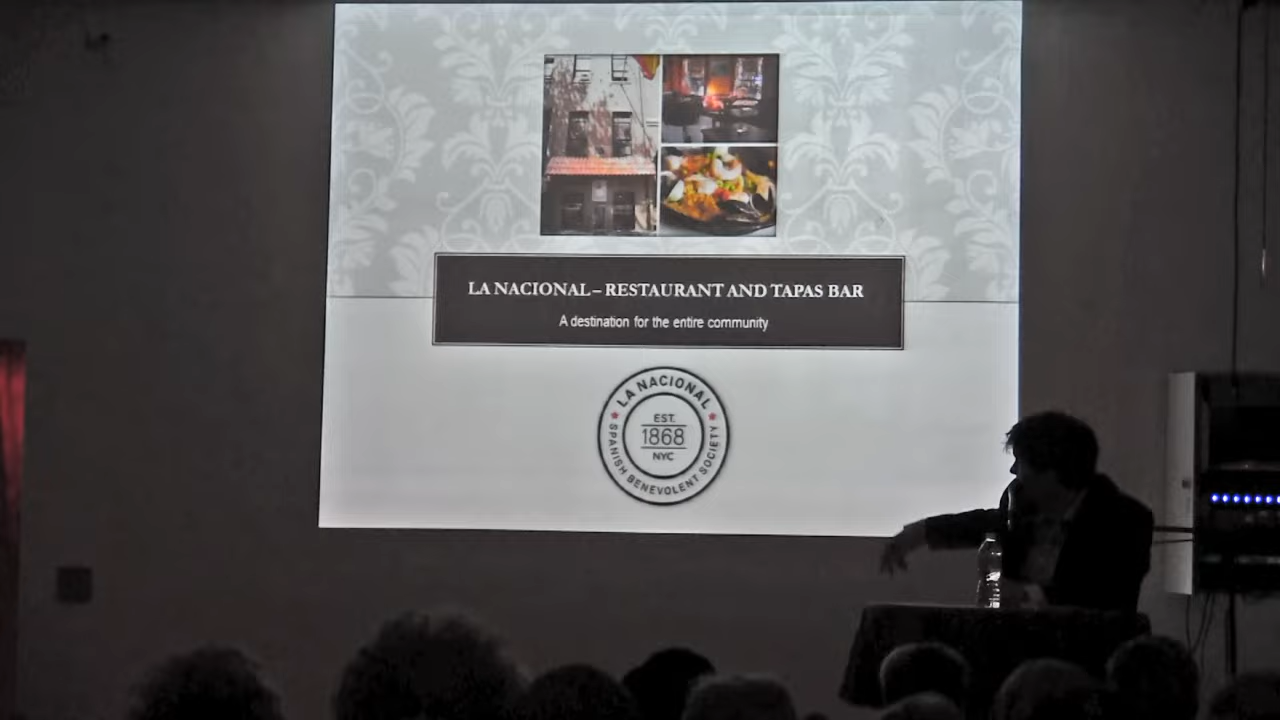 LA NACIONAL – RESTAURANT AND TAPAS BAR
A destination for the entire community
LA NACIONAL
EST.
1868
NYC
SPANISH BENEVOLENT SOCIETY